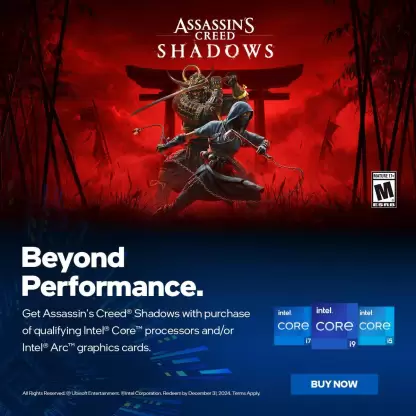 ASSASSIN'S
CREED
SHADOWS
MATURE 17+
M
ESRB
Beyond
Performance.
Get Assassin's Creed® Shadows with purchase
of qualifying Intel® Core™ processors and/or
Intel® Arc™ graphics cards.
intel. CORE i7
intel. CORE i9
intel CORE i5
BUY NOW
All Rights Reserved. © Ubisoft Entertainment. ©Intel Corporation. Redeem by December 31, 2024. Terms Apply.